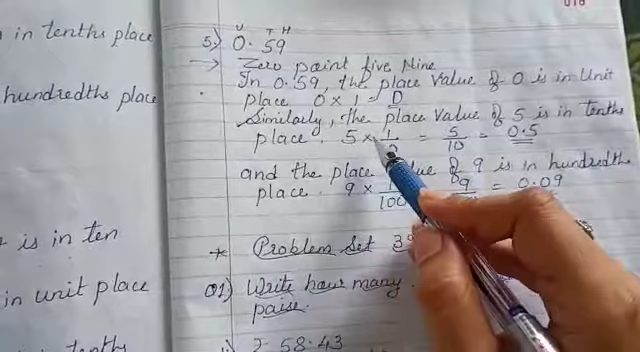 in tenths place
hundredths place
is in ten
in unit place
tenths
U T H
5) 0.59
→ Zero point five Nine
In 0.59, the place value of 0 is in Unit
place 0 × 1 = 0
Similarly, the place value of 5 is in tenths
place. 5 × 1 = 5/10 = 0.5
and the place value of 9 is in hundredths
place. 9 × 1/100 = 9 = 0.09
* Problem Set
Q1) Write how many
paise.
₹ 58.43